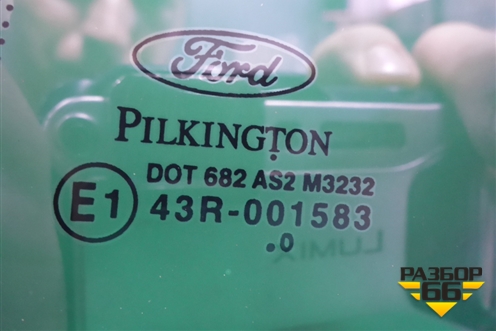 Ford
PILKINGTON
DOT 682 AS2 M3232
E1 43R-001583
.0
LUMIX
РАЗБОР
66